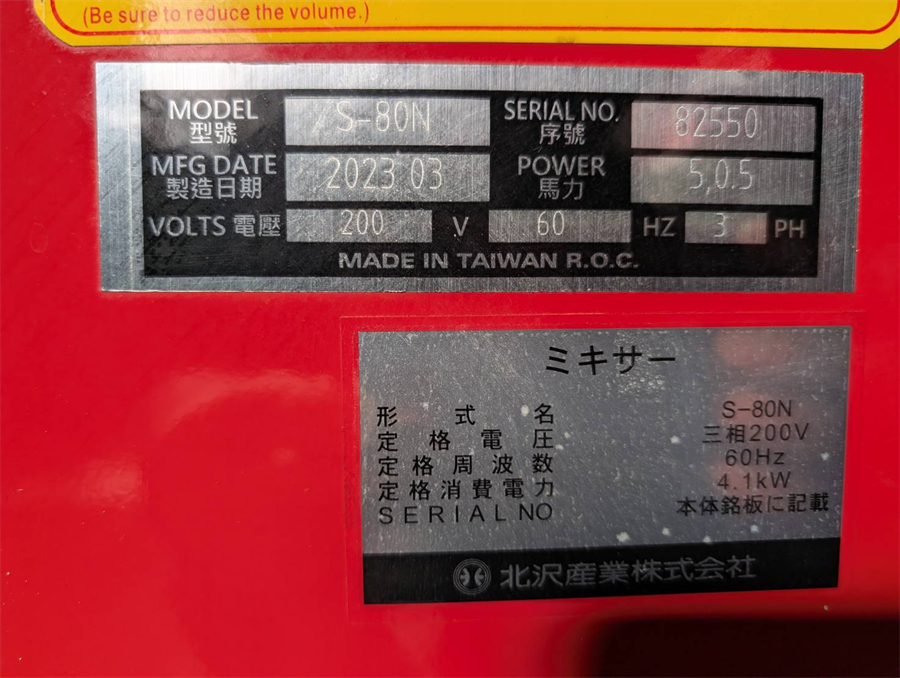 (Be sure to reduce the volume.)
MODEL 型號 S-80N SERIAL NO. 序號 82550
MFG DATE 製造日期 2023 03 POWER 馬力 5,0.5
VOLTS 電壓 200 V 60 HZ 3 PH
MADE IN TAIWAN R.O.C.
ミキサー
形式名 S-80N
定格電圧 三相200V
定格周波数 60Hz
定格消費電力 4.1kW
SERIAL NO 本体銘板に記載
北沢産業株式会社